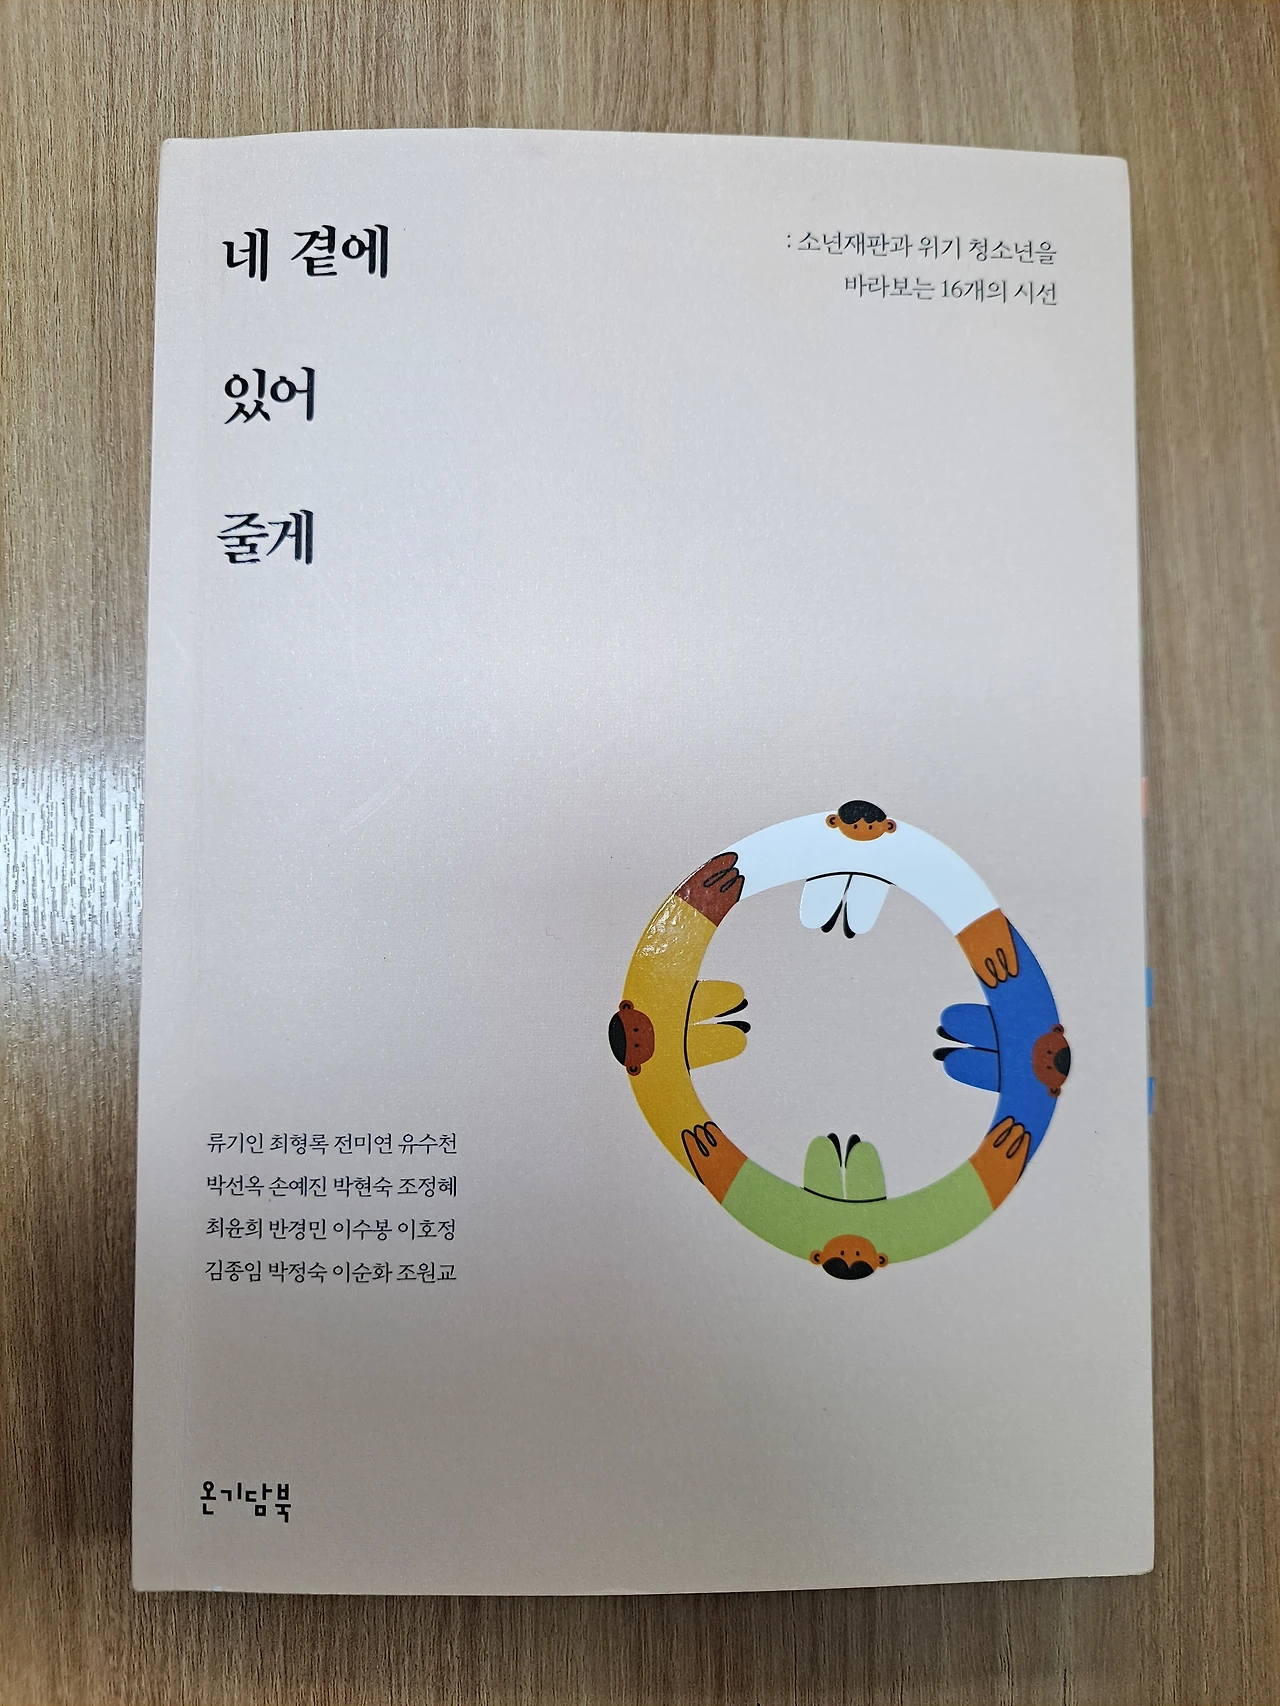 네 곁에
있어
줄게
: 소년재판과 위기 청소년을
바라보는 16개의 시선
류기인 최형록 전미연 유수천
박선옥 손예진 박현숙 조정혜
최윤희 반경민 이수봉 이호정
김종임 박정숙 이순화 조원교
온기담북